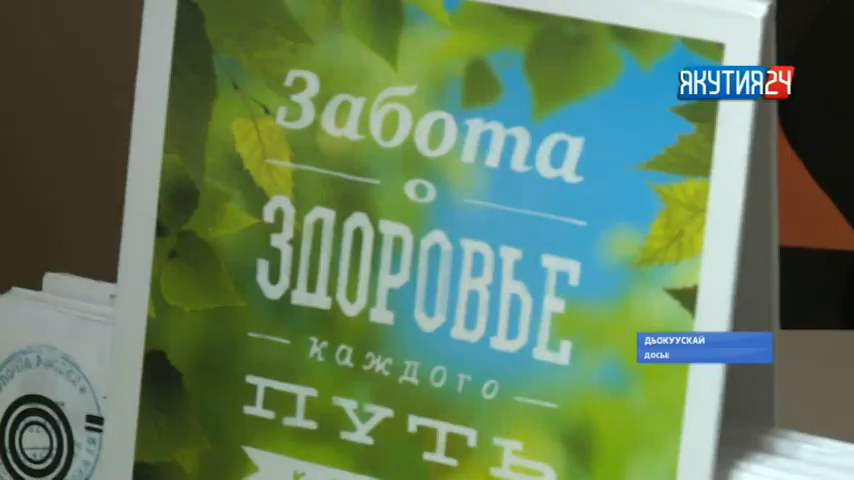 Забота
о
ЗДОРОВЬЕ
каждого
ПУТЬ
ЯКУТИЯ24
ДЬОКУУСКАЙ
ДОСЬЕ